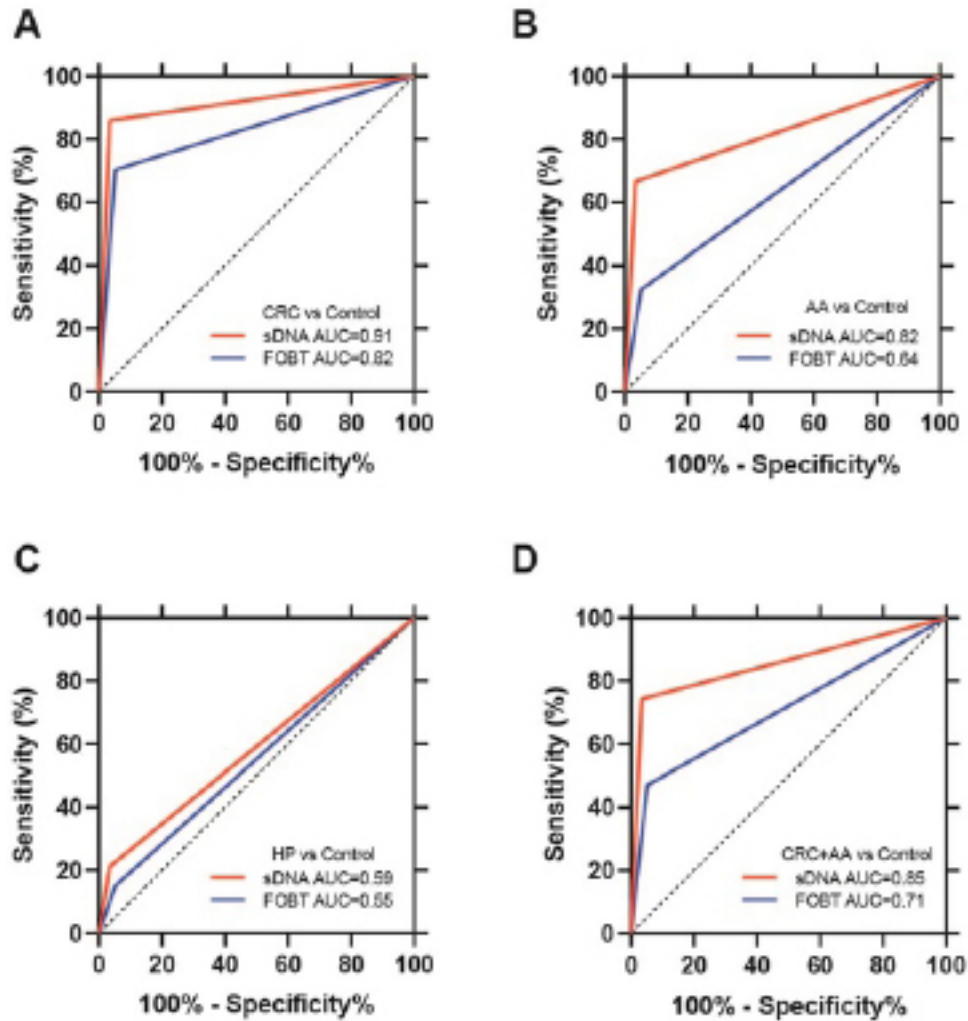 A
100
80
60
40
20
0
Sensitivity (%)
CRC vs Control
sDNA AUC=0.91
FOBT AUC=0.82
0 20 40 60 80 100
100% - Specificity%
B
100
80
60
40
20
0
Sensitivity (%)
AA vs Control
sDNA AUC=0.82
FOBT AUC=0.64
0 20 40 60 80 100
100% - Specificity%
C
100
80
60
40
20
0
Sensitivity (%)
HP vs Control
sDNA AUC=0.59
FOBT AUC=0.55
0 20 40 60 80 100
100% - Specificity%
D
100
80
60
40
20
0
Sensitivity (%)
CRC+AA vs Control
sDNA AUC=0.85
FOBT AUC=0.71
0 20 40 60 80 100
100% - Specificity%